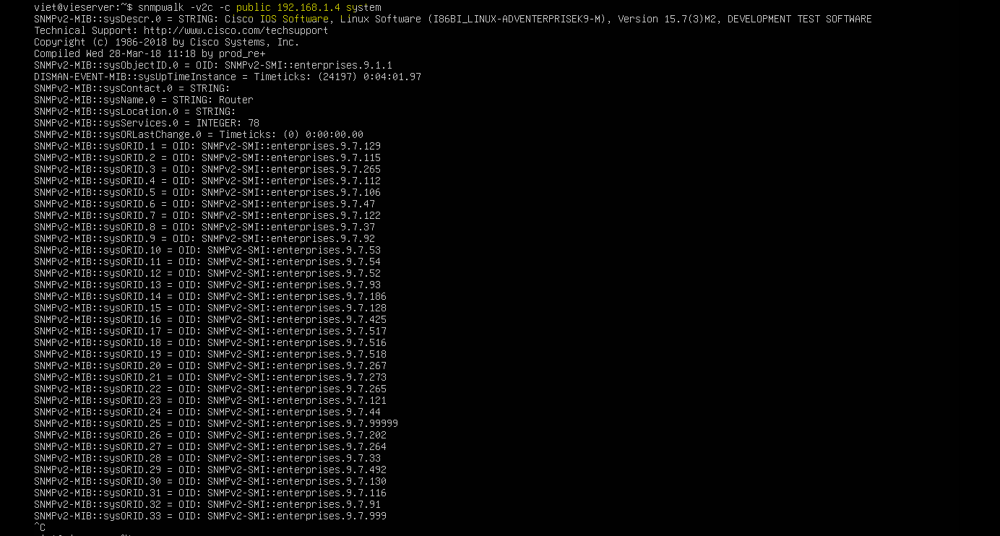 viet@vieserver:~$ snmpwalk -v2c -c public 192.168.1.4 system
SNMPv2-MIB::sysDescr.0 = STRING: Cisco IOS Software, Linux Software (I86BI_LINUX-ADVENTERPRISEK9-M), Version 15.7(3)M2, DEVELOPMENT TEST SOFTWARE
Technical Support: http://www.cisco.com/techsupport
Copyright (c) 1986-2018 by Cisco Systems, Inc.
Compiled Wed 28-Mar-18 11:18 by prod_re+
SNMPv2-MIB::sysObjectID.0 = OID: SNMPv2-SMI::enterprises.9.1.1
DISMAN-EVENT-MIB::sysUpTimeInstance = Timeticks: (24197) 0:04:01.97
SNMPv2-MIB::sysContact.0 = STRING:
SNMPv2-MIB::sysName.0 = STRING: Router
SNMPv2-MIB::sysLocation.0 = STRING:
SNMPv2-MIB::sysServices.0 = INTEGER: 78
SNMPv2-MIB::sysORLastChange.0 = Timeticks: (0) 0:00:00.00
SNMPv2-MIB::sysORID.1 = OID: SNMPv2-SMI::enterprises.9.7.129
SNMPv2-MIB::sysORID.2 = OID: SNMPv2-SMI::enterprises.9.7.115
SNMPv2-MIB::sysORID.3 = OID: SNMPv2-SMI::enterprises.9.7.265
SNMPv2-MIB::sysORID.4 = OID: SNMPv2-SMI::enterprises.9.7.112
SNMPv2-MIB::sysORID.5 = OID: SNMPv2-SMI::enterprises.9.7.106
SNMPv2-MIB::sysORID.6 = OID: SNMPv2-SMI::enterprises.9.7.47
SNMPv2-MIB::sysORID.7 = OID: SNMPv2-SMI::enterprises.9.7.122
SNMPv2-MIB::sysORID.8 = OID: SNMPv2-SMI::enterprises.9.7.37
SNMPv2-MIB::sysORID.9 = OID: SNMPv2-SMI::enterprises.9.7.92
SNMPv2-MIB::sysORID.10 = OID: SNMPv2-SMI::enterprises.9.7.53
SNMPv2-MIB::sysORID.11 = OID: SNMPv2-SMI::enterprises.9.7.54
SNMPv2-MIB::sysORID.12 = OID: SNMPv2-SMI::enterprises.9.7.52
SNMPv2-MIB::sysORID.13 = OID: SNMPv2-SMI::enterprises.9.7.93
SNMPv2-MIB::sysORID.14 = OID: SNMPv2-SMI::enterprises.9.7.186
SNMPv2-MIB::sysORID.15 = OID: SNMPv2-SMI::enterprises.9.7.128
SNMPv2-MIB::sysORID.16 = OID: SNMPv2-SMI::enterprises.9.7.425
SNMPv2-MIB::sysORID.17 = OID: SNMPv2-SMI::enterprises.9.7.517
SNMPv2-MIB::sysORID.18 = OID: SNMPv2-SMI::enterprises.9.7.516
SNMPv2-MIB::sysORID.19 = OID: SNMPv2-SMI::enterprises.9.7.518
SNMPv2-MIB::sysORID.20 = OID: SNMPv2-SMI::enterprises.9.7.267
SNMPv2-MIB::sysORID.21 = OID: SNMPv2-SMI::enterprises.9.7.273
SNMPv2-MIB::sysORID.22 = OID: SNMPv2-SMI::enterprises.9.7.265
SNMPv2-MIB::sysORID.23 = OID: SNMPv2-SMI::enterprises.9.7.121
SNMPv2-MIB::sysORID.24 = OID: SNMPv2-SMI::enterprises.9.7.44
SNMPv2-MIB::sysORID.25 = OID: SNMPv2-SMI::enterprises.9.7.99999
SNMPv2-MIB::sysORID.26 = OID: SNMPv2-SMI::enterprises.9.7.202
SNMPv2-MIB::sysORID.27 = OID: SNMPv2-SMI::enterprises.9.7.264
SNMPv2-MIB::sysORID.28 = OID: SNMPv2-SMI::enterprises.9.7.33
SNMPv2-MIB::sysORID.29 = OID: SNMPv2-SMI::enterprises.9.7.492
SNMPv2-MIB::sysORID.30 = OID: SNMPv2-SMI::enterprises.9.7.130
SNMPv2-MIB::sysORID.31 = OID: SNMPv2-SMI::enterprises.9.7.116
SNMPv2-MIB::sysORID.32 = OID: SNMPv2-SMI::enterprises.9.7.91
SNMPv2-MIB::sysORID.33 = OID: SNMPv2-SMI::enterprises.9.7.999
^C